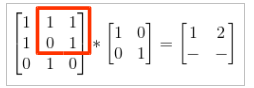 [1 1 1] [1 0] [1 2]
[1 0 1] * [0 1] = [− −]
[0 1 0]